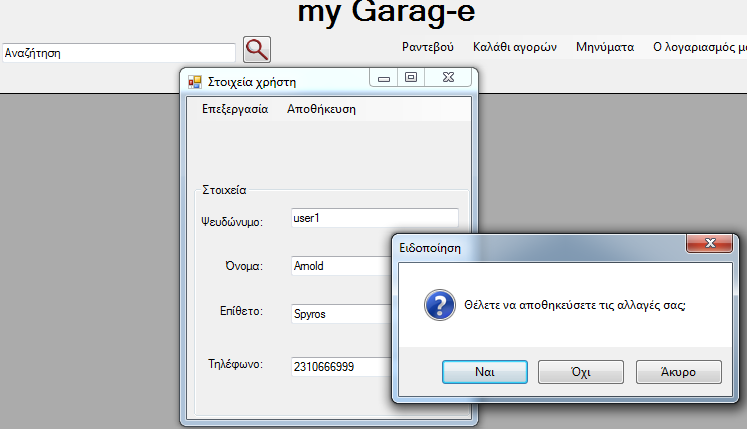 my Garag-e
Αναζήτηση
Ραντεβού Καλάθι αγορών Μηνύματα Ο λογαριασμός μο
Στοιχεία χρήστη
Επεξεργασία Αποθήκευση
Στοιχεία
Ψευδώνυμο: user1
Όνομα: Arnold
Επίθετο: Spyros
Τηλέφωνο: 2310666999
Ειδοποίηση
Θέλετε να αποθηκεύσετε τις αλλαγές σας;
Ναι Όχι Άκυρο